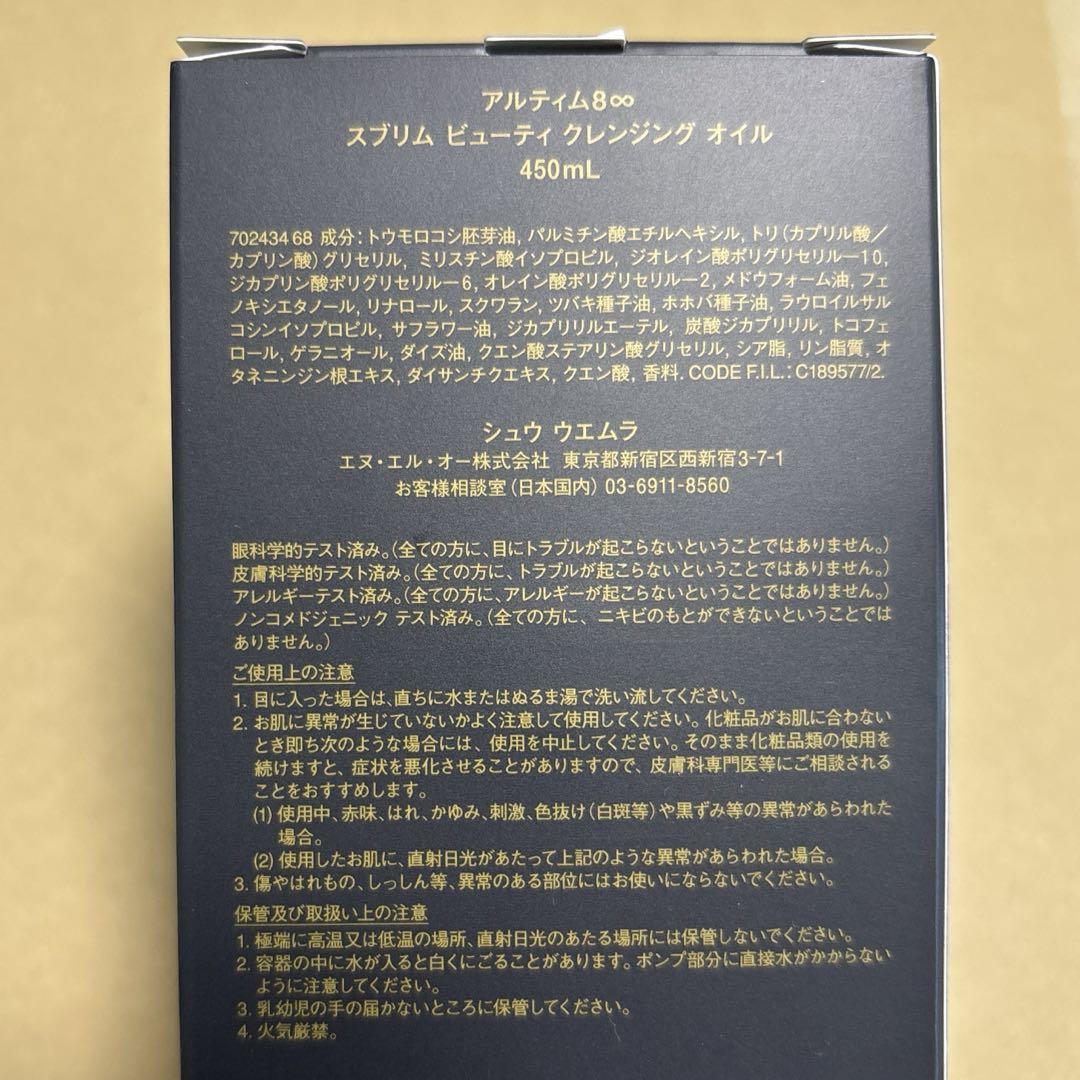 アルティム8∞
スブリム ビューティ クレンジング オイル
450mL
702434 68 成分：トウモロコシ胚芽油, パルミチン酸エチルヘキシル, トリ（カプリル酸／
カプリン酸）グリセリル, ミリスチン酸イソプロピル, ジオレイン酸ポリグリセリル－10,
ジカプリン酸ポリグリセリル－6, オレイン酸ポリグリセリル－2, メドウフォーム油, フェ
ノキシエタノール, リナロール, スクワラン, ツバキ種子油, ホホバ種子油, ラウロイルサル
コシンイソプロピル, サフラワー油, ジカプリリルエーテル, 炭酸ジカプリリル, トコフェ
ロール, ゲラニオール, ダイズ油, クエン酸ステアリン酸グリセリル, シア脂, リン脂質, オ
タネニンジン根エキス, ダイサンチクエキス, クエン酸, 香料. CODE F.I.L.：C189577/2.
シュウ ウエムラ
エヌ・エル・オー株式会社 東京都新宿区西新宿3-7-1
お客様相談室（日本国内）03-6911-8560
眼科学的テスト済み。（全ての方に、目にトラブルが起こらないということではありません。）
皮膚科学的テスト済み。（全ての方に、トラブルが起こらないということではありません。）
アレルギーテスト済み。（全ての方に、アレルギーが起こらないということではありません。）
ノンコメドジェニック テスト済み。（全ての方に、ニキビのもとができないということでは
ありません。）
ご使用上の注意
1. 目に入った場合は、直ちに水またはぬるま湯で洗い流してください。
2. お肌に異常が生じていないかよく注意して使用してください。化粧品がお肌に合わない
とき即ち次のような場合には、使用を中止してください。そのまま化粧品類の使用を
続けますと、症状を悪化させることがありますので、皮膚科専門医等にご相談される
ことをおすすめします。
(1) 使用中、赤味、はれ、かゆみ、刺激、色抜け（白斑等）や黒ずみ等の異常があらわれた
場合。
(2) 使用したお肌に、直射日光があたって上記のような異常があらわれた場合。
3. 傷やはれもの、しっしん等、異常のある部位にはお使いにならないでください。
保管及び取扱い上の注意
1. 極端に高温又は低温の場所、直射日光のあたる場所には保管しないでください。
2. 容器の中に水が入ると白くにごることがあります。ポンプ部分に直接水がかからない
ように注意してください。
3. 乳幼児の手の届かないところに保管してください。
4. 火気厳禁。